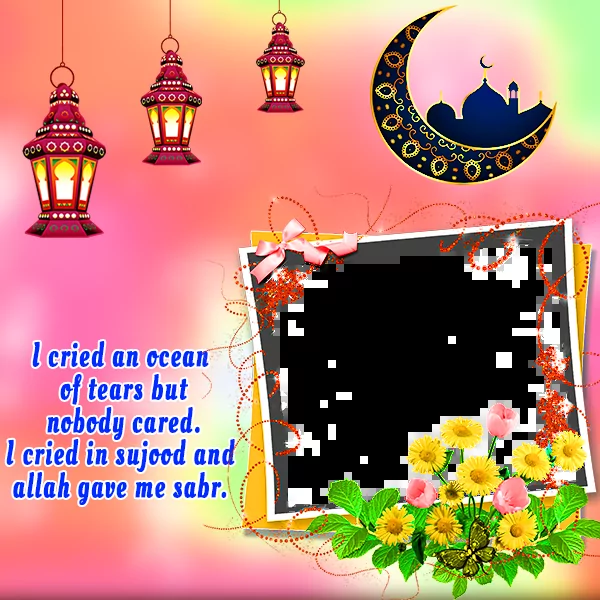 I cried an ocean
of tears but
nobody cared.
I cried in sujood and
allah gave me sabr.